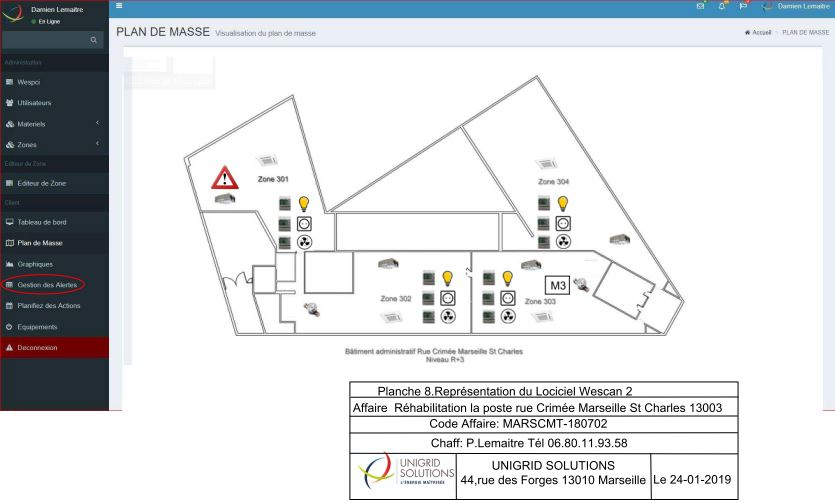 Damien Lemaitre
En Ligne
Damien Lemaitre
PLAN DE MASSE Visualisation du plan de masse
Accueil > PLAN DE MASSE
Administration
Wespci
Utilisateurs
Materiels
Zones
Editeur de Zone
Editeur de Zone
Client
Tableau de bord
Plan de Masse
Graphiques
Gestion des Alertes
Planifiez des Actions
Equipements
Deconnexion
Zone 301
Zone 304
Zone 302
Zone 303
M3
Bâtiment administratif Rue Crimée Marseille St Charles
Niveau R+3
Planche 8.Représentation du Lociciel Wescan 2
Affaire Réhabilitation la poste rue Crimée Marseille St Charles 13003
Code Affaire: MARSCMT-180702
Chaff: P.Lemaitre Tél 06.80.11.93.58
UNIGRID
SOLUTIONS
L'ÉNERGIE MAÎTRISÉE
UNIGRID SOLUTIONS
44,rue des Forges 13010 Marseille
Le 24-01-2019